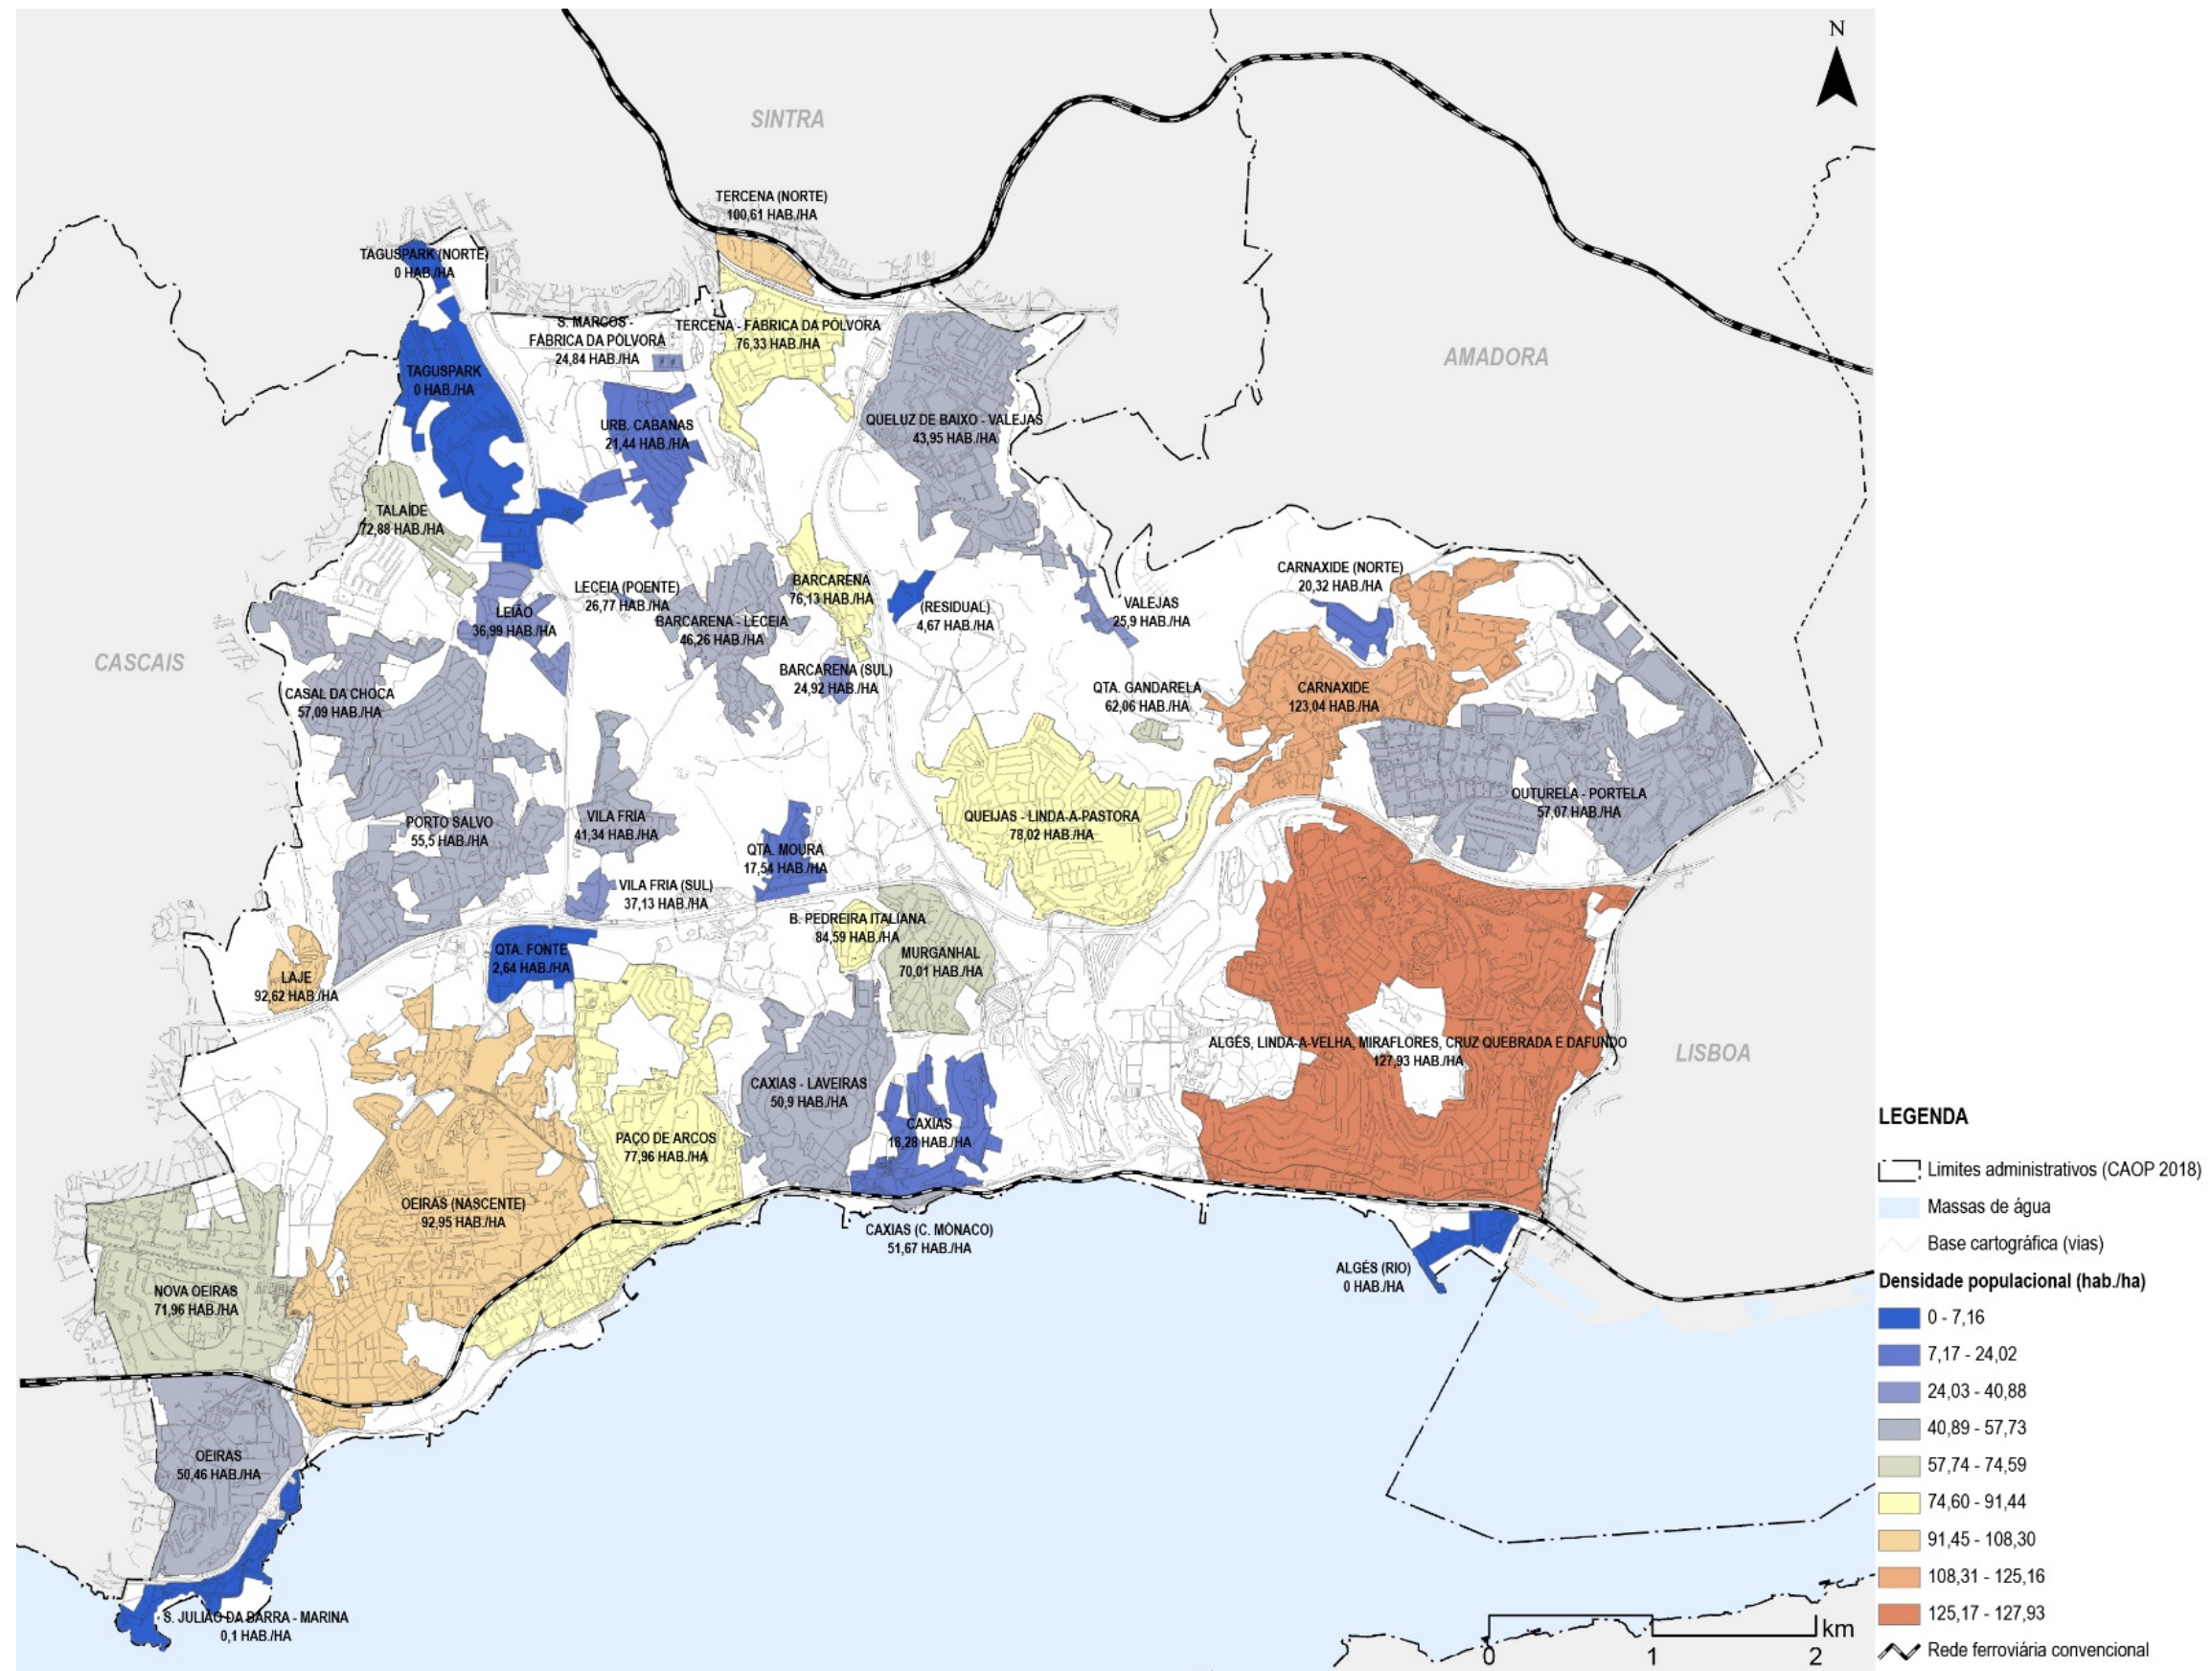 N
SINTRA
TERCENA (NORTE)
100,61 HAB./HA
TAGUSPARK (NORTE)
0 HAB./HA
S. MARCOS -
FÁBRICA DA PÓLVORA
24,84 HAB./HA
TERCENA - FÁBRICA DA PÓLVORA
76,33 HAB./HA
AMADORA
TAGUSPARK
0 HAB./HA
URB. CABANAS
21,44 HAB./HA
QUELUZ DE BAIXO - VALEJAS
43,95 HAB./HA
TALAÍDE
72,88 HAB./HA
CARNAXIDE (NORTE)
20,32 HAB./HA
LECEIA (POENTE)
26,77 HAB./HA
BARCARENA
76,13 HAB./HA
(RESIDUAL)
4,67 HAB./HA
VALEJAS
25,9 HAB./HA
LEIÃO
36,99 HAB./HA
BARCARENA - LECEIA
46,26 HAB./HA
CASCAIS
BARCARENA (SUL)
24,92 HAB./HA
CASAL DA CHOCA
57,09 HAB./HA
QTA. GANDARELA
62,06 HAB./HA
CARNAXIDE
123,04 HAB./HA
OUTURELA - PORTELA
57,07 HAB./HA
PORTO SALVO
55,5 HAB./HA
VILA FRIA
41,34 HAB./HA
QUEIJAS - LINDA-A-PASTORA
78,02 HAB./HA
QTA. MOURA
17,54 HAB./HA
VILA FRIA (SUL)
37,13 HAB./HA
B. PEDREIRA ITALIANA
84,59 HAB./HA
QTA. FONTE
2,64 HAB./HA
MURGANHAL
70,01 HAB./HA
LAJE
92,62 HAB./HA
ALGÉS, LINDA-A-VELHA, MIRAFLORES, CRUZ QUEBRADA E DAFUNDO
127,93 HAB./HA
LISBOA
CAXIAS - LAVEIRAS
50,9 HAB./HA
CAXIAS
18,28 HAB./HA
PAÇO DE ARCOS
77,96 HAB./HA
OEIRAS (NASCENTE)
92,95 HAB./HA
CAXIAS (C. MÓNACO)
51,67 HAB./HA
ALGÉS (RIO)
0 HAB./HA
NOVA OEIRAS
71,96 HAB./HA
OEIRAS
50,46 HAB./HA
S. JULIÃO DA BARRA - MARINA
0,1 HAB./HA
LEGENDA
Limites administrativos (CAOP 2018)
Massas de água
Base cartográfica (vias)
Densidade populacional (hab./ha)
0 - 7,16
7,17 - 24,02
24,03 - 40,88
40,89 - 57,73
57,74 - 74,59
74,60 - 91,44
91,45 - 108,30
108,31 - 125,16
125,17 - 127,93
Rede ferroviária convencional
km
0 1 2